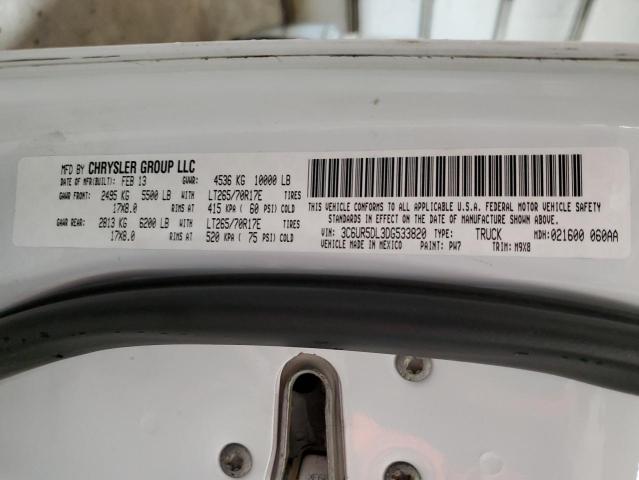 MFD BY CHRYSLER GROUP LLC
DATE OF MFR(BUILT): FEB 13 GVWR: 4536 KG 10000 LB
GAWR FRONT: 2495 KG 5500 LB WITH LT265/70R17E TIRES
17X8.0 RIMS AT 415 KPA ( 60 PSI) COLD
GAWR REAR: 2813 KG 6200 LB WITH LT265/70R17E TIRES
17X8.0 RIMS AT 520 KPA ( 75 PSI) COLD
THIS VEHICLE CONFORMS TO ALL APPLICABLE U.S.A. FEDERAL MOTOR VEHICLE SAFETY
STANDARDS IN EFFECT ON THE DATE OF MANUFACTURE SHOWN ABOVE.
VIN: 3C6UR5DL3DG533820 TYPE: TRUCK MDH: 021600 060AA
VEHICLE MADE IN MEXICO PAINT: PW7 TRIM: M9X8